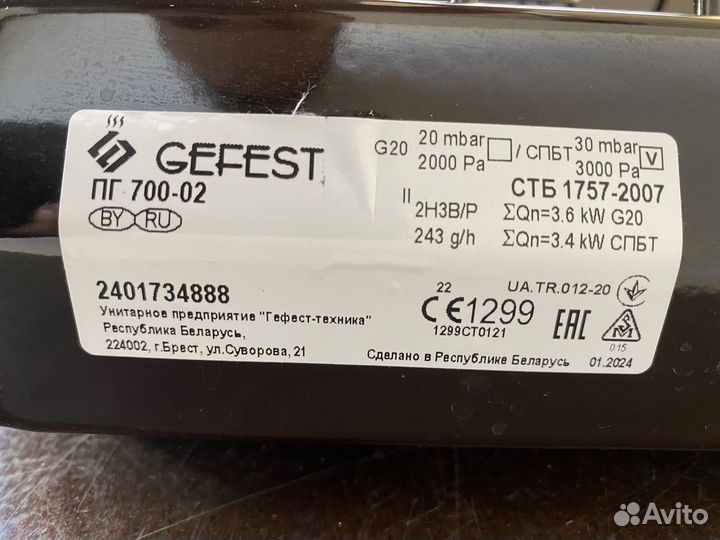 GEFEST
ПГ 700-02
BY RU
G20 20 mbar / СПБТ 30 mbar V
2000 Pa 3000 Pa
СТБ 1757-2007
II 2H3B/P ΣQn=3.6 kW G20
243 g/h ΣQn=3.4 kW СПБТ
2401734888
Унитарное предприятие "Гефест-техника"
Республика Беларусь,
224002, г.Брест, ул.Суворова, 21
22 UA.TR.012-20
CE1299
1299CT0121
EAC
015
Сделано в Республике Беларусь 01.2024
Avito